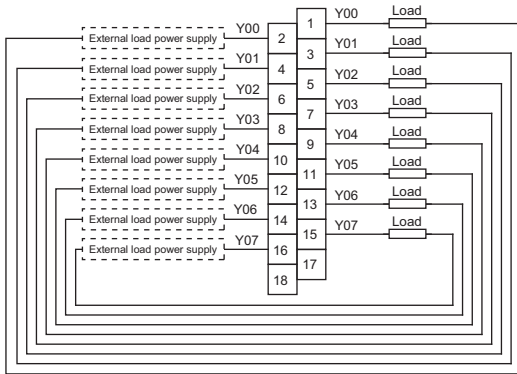 Y00 Load
External load power supply Y00 2 1
Y01 Load
External load power supply Y01 4 3
Y02 Load
External load power supply Y02 6 5
Y03 Load
External load power supply Y03 8 7
Y04 Load
External load power supply Y04 10 9
Y05 Load
External load power supply Y05 12 11
Y06 Load
External load power supply Y06 14 13
Y07 Load
External load power supply Y07 16 15
18 17